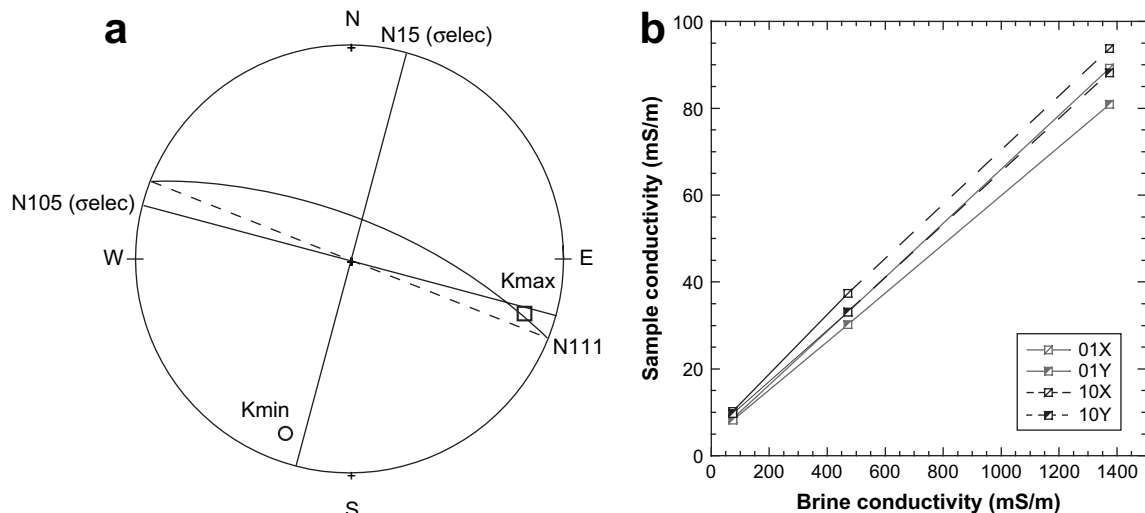 a
N
N15 (σelec)
N105 (σelec)
W
E
Kmax
N111
Kmin
S
b
Sample conductivity (mS/m)
100
80
60
40
20
0
0 200 400 600 800 1000 1200 1400
Brine conductivity (mS/m)
01X
01Y
10X
10Y